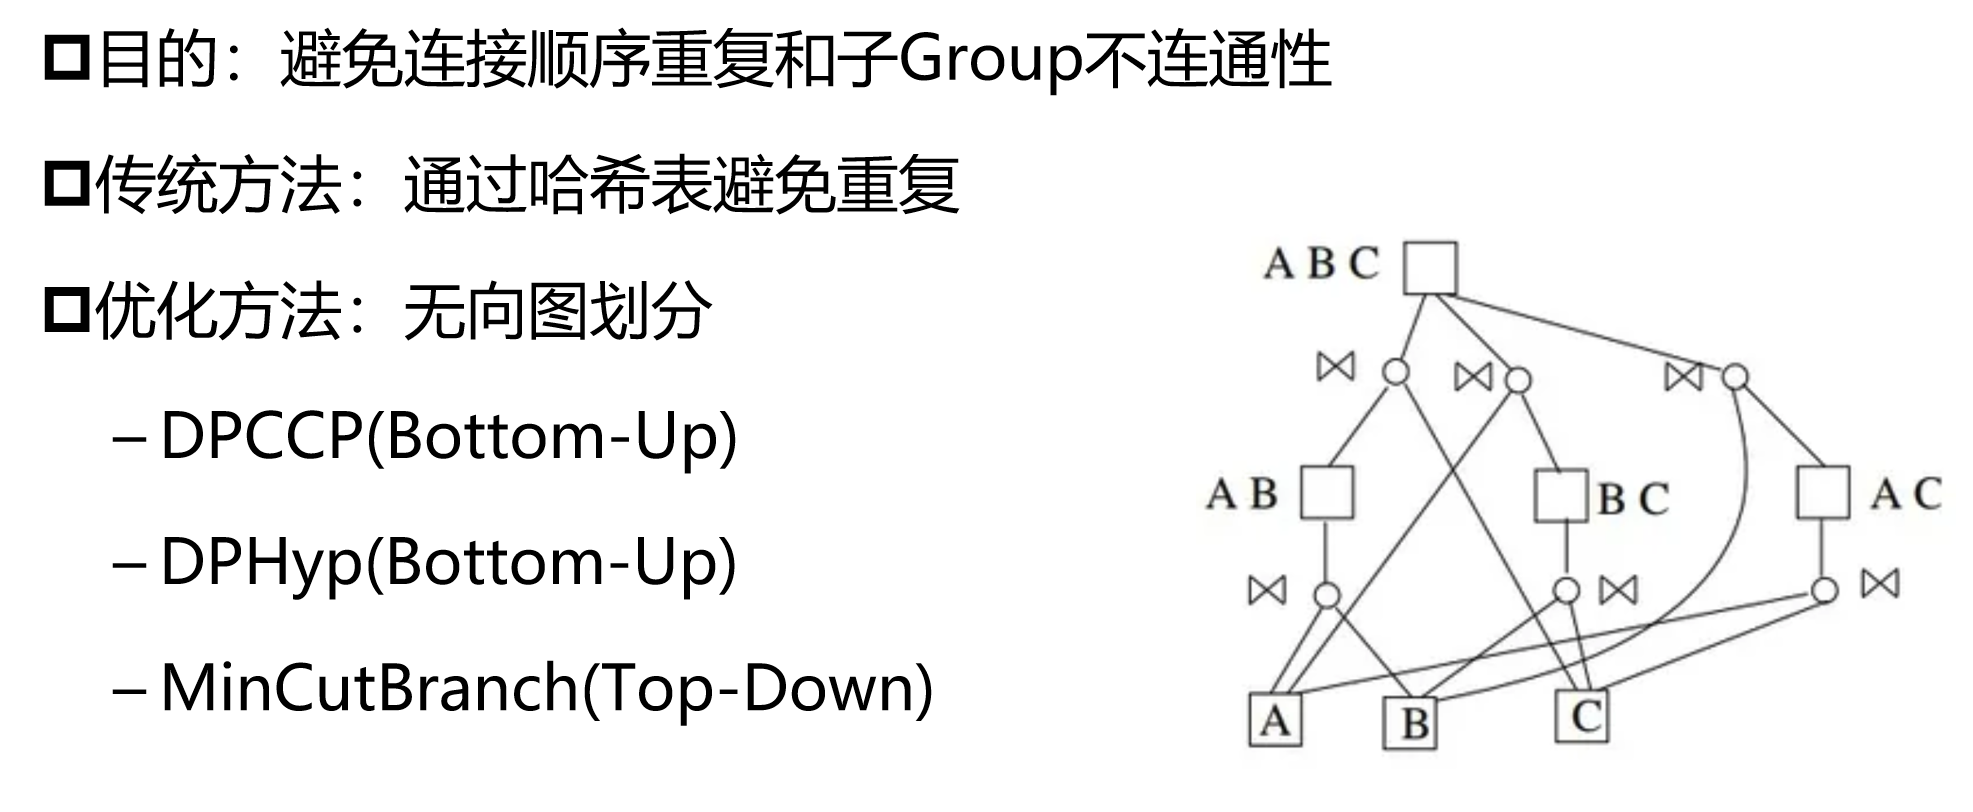 目的：避免连接顺序重复和子Group不连通性
传统方法：通过哈希表避免重复
优化方法：无向图划分
– DPCCP(Bottom-Up)
– DPHyp(Bottom-Up)
– MinCutBranch(Top-Down)
A B C
⋈ ⋈ ⋈
A B B C A C
⋈ ⋈ ⋈
A B C